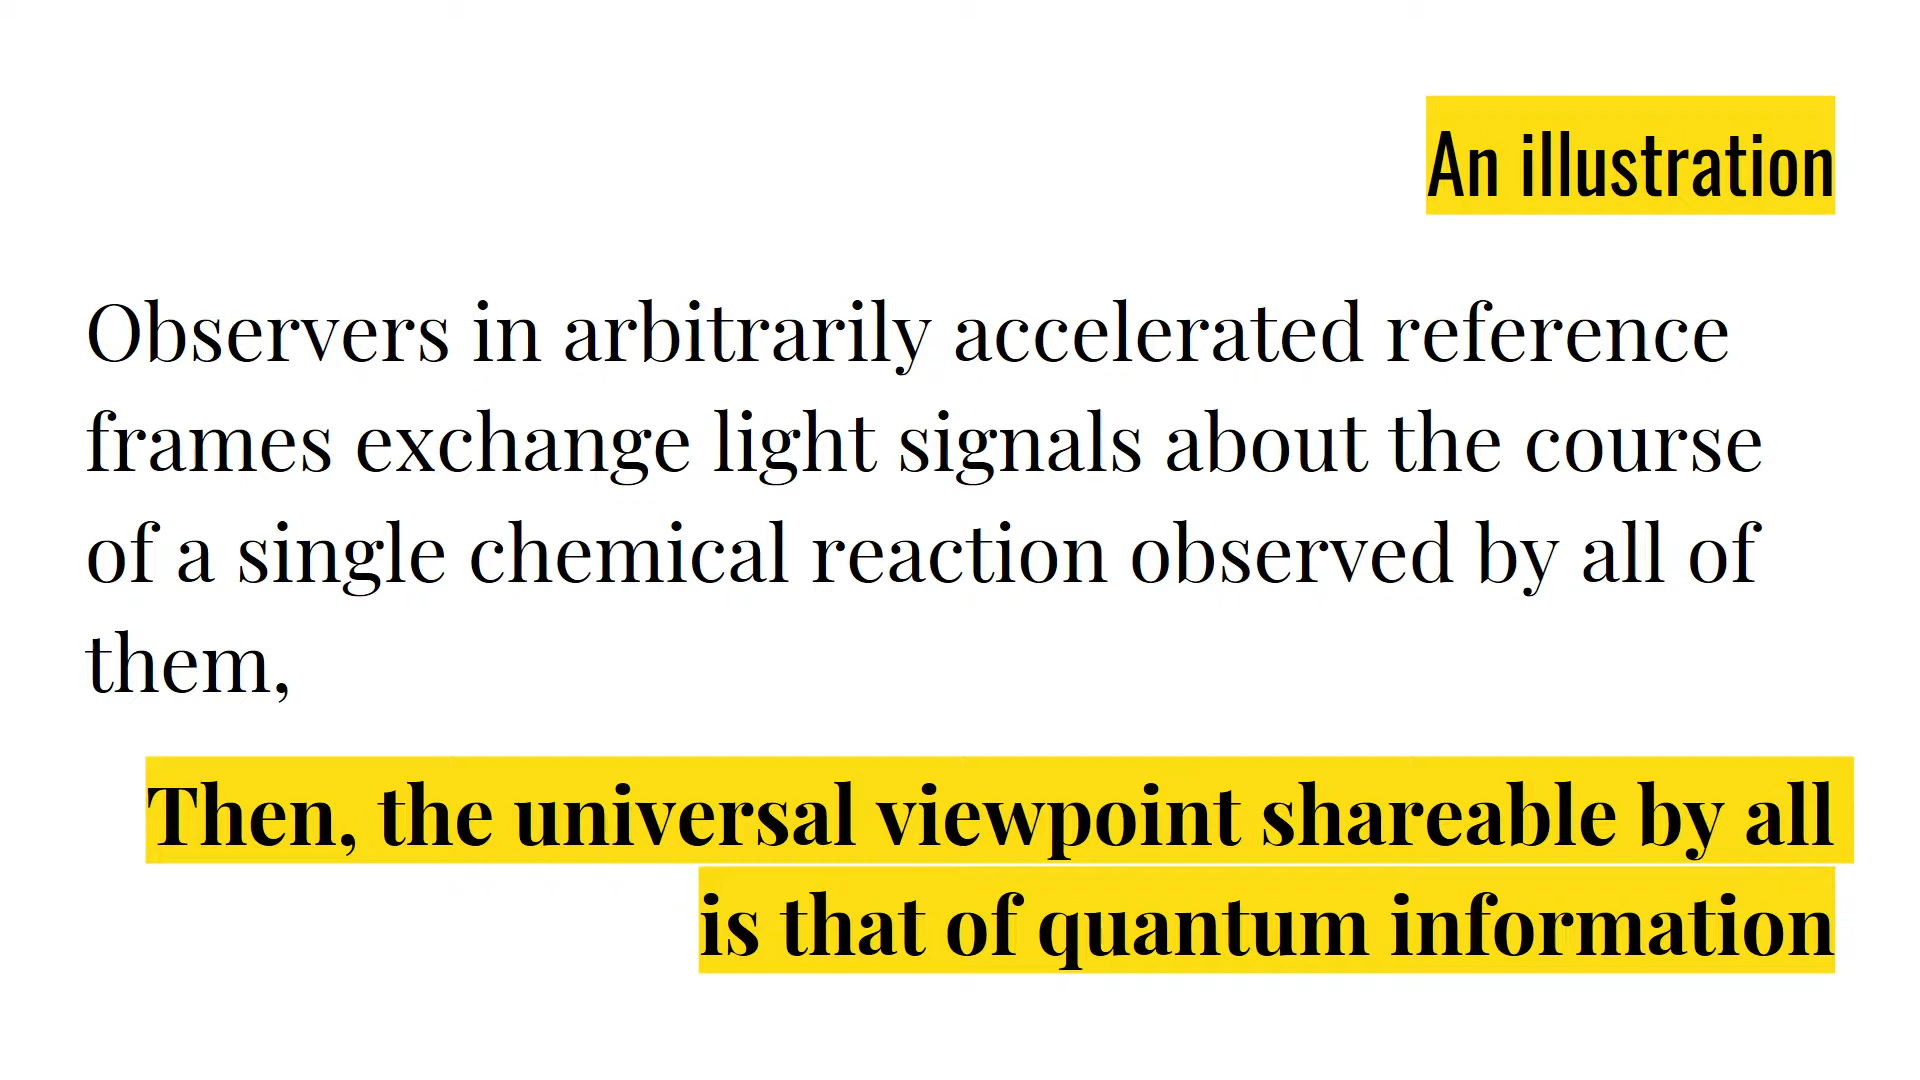 An illustration
Observers in arbitrarily accelerated reference
frames exchange light signals about the course
of a single chemical reaction observed by all of
them,
Then, the universal viewpoint shareable by all
is that of quantum information